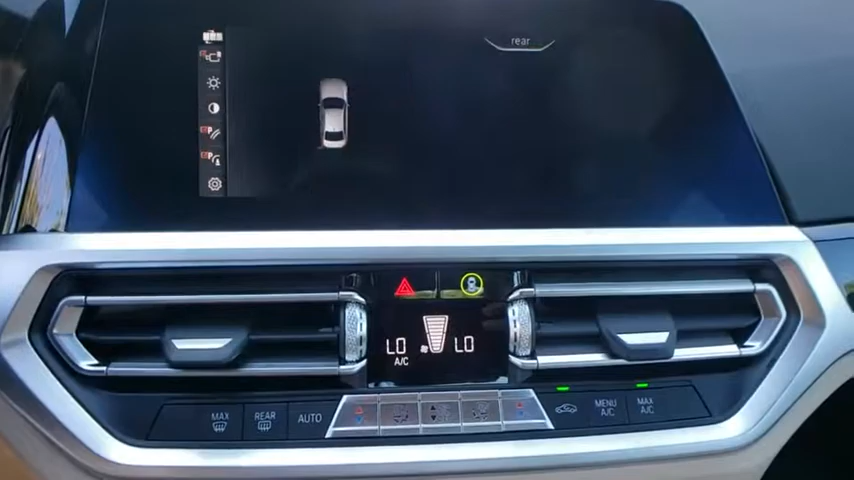 rear
LO
LO
A/C
MAX
REAR
AUTO
MENU
A/C
MAX
A/C